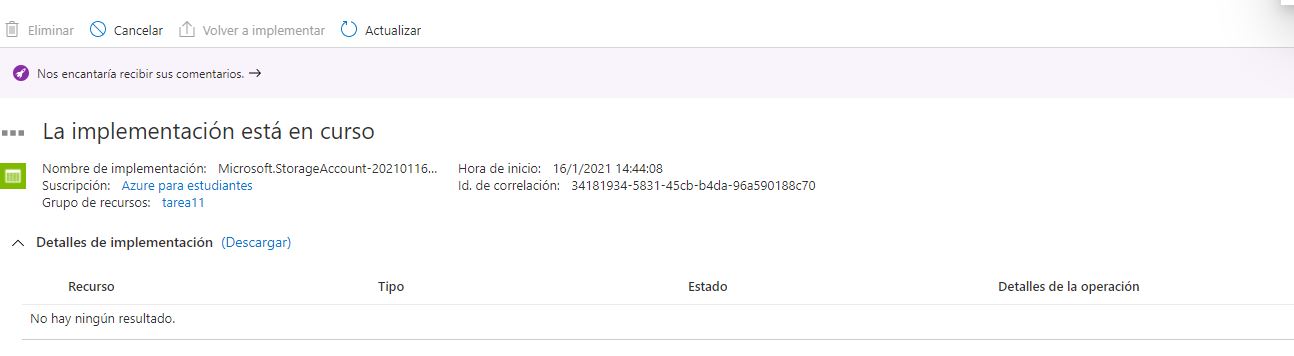 Eliminar Cancelar Volver a implementar Actualizar
Nos encantaría recibir sus comentarios. →
La implementación está en curso
Nombre de implementación: Microsoft.StorageAccount-20210116... Hora de inicio: 16/1/2021 14:44:08
Suscripción: Azure para estudiantes Id. de correlación: 34181934-5831-45cb-b4da-96a590188c70
Grupo de recursos: tarea11
Detalles de implementación (Descargar)
Recurso Tipo Estado Detalles de la operación
No hay ningún resultado.